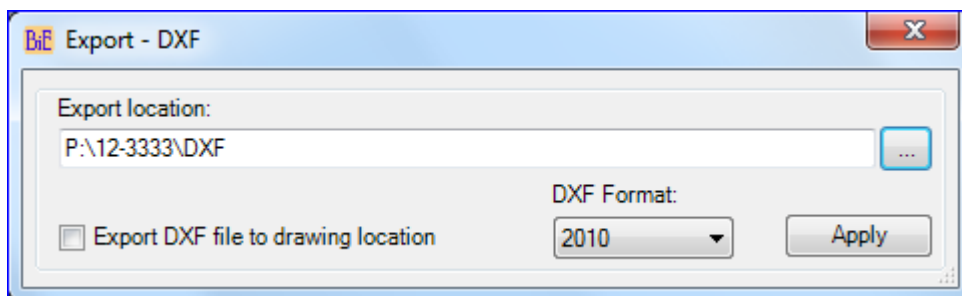 BiE Export - DXF
Export location:
P:\12-3333\DXF
...
DXF Format:
Export DXF file to drawing location
2010
Apply